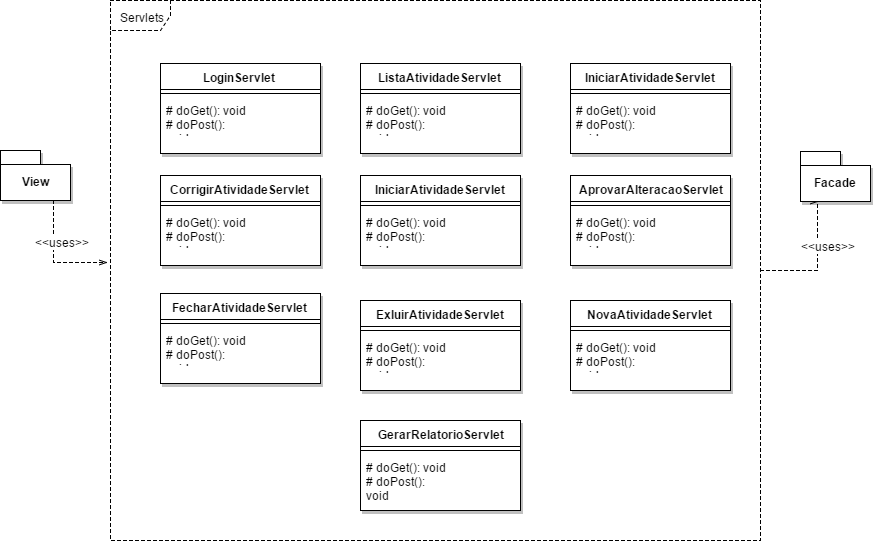 Servlets
LoginServlet
# doGet(): void
# doPost():
ListaAtividadeServlet
# doGet(): void
# doPost():
IniciarAtividadeServlet
# doGet(): void
# doPost():
View
<<uses>>
CorrigirAtividadeServlet
# doGet(): void
# doPost():
IniciarAtividadeServlet
# doGet(): void
# doPost():
AprovarAlteracaoServlet
# doGet(): void
# doPost():
Facade
<<uses>>
FecharAtividadeServlet
# doGet(): void
# doPost():
ExluirAtividadeServlet
# doGet(): void
# doPost():
NovaAtividadeServlet
# doGet(): void
# doPost():
GerarRelatorioServlet
# doGet(): void
# doPost():
void